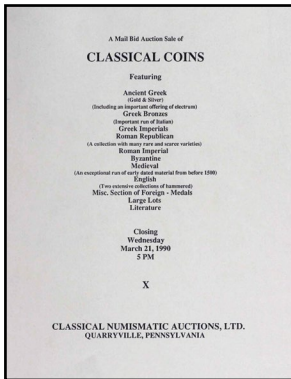 A Mail Bid Auction Sale of
CLASSICAL COINS
Featuring
Ancient Greek
(Gold & Silver)
(Including an important offering of electrum)
Greek Bronzes
(Important run of Italian)
Greek Imperials
Roman Republican
(A collection with many rare and scarce varieties)
Roman Imperial
Byzantine
Medieval
(An exceptional run of early dated material from before 1500)
English
(Two extensive collections of hammered)
Misc. Section of Foreign - Medals
Large Lots
Literature
Closing
Wednesday
March 21, 1990
5 PM
X
CLASSICAL NUMISMATIC AUCTIONS, LTD.
QUARRYVILLE, PENNSYLVANIA